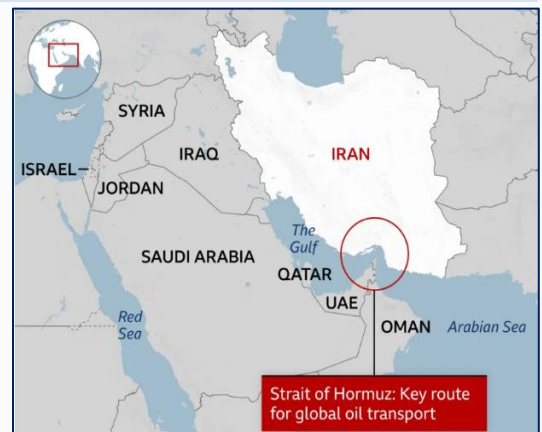 SYRIA
ISRAEL
IRAQ
IRAN
JORDAN
The
Gulf
SAUDI ARABIA
QATAR
UAE
Red
Sea
OMAN
Arabian Sea
Strait of Hormuz: Key route
for global oil transport